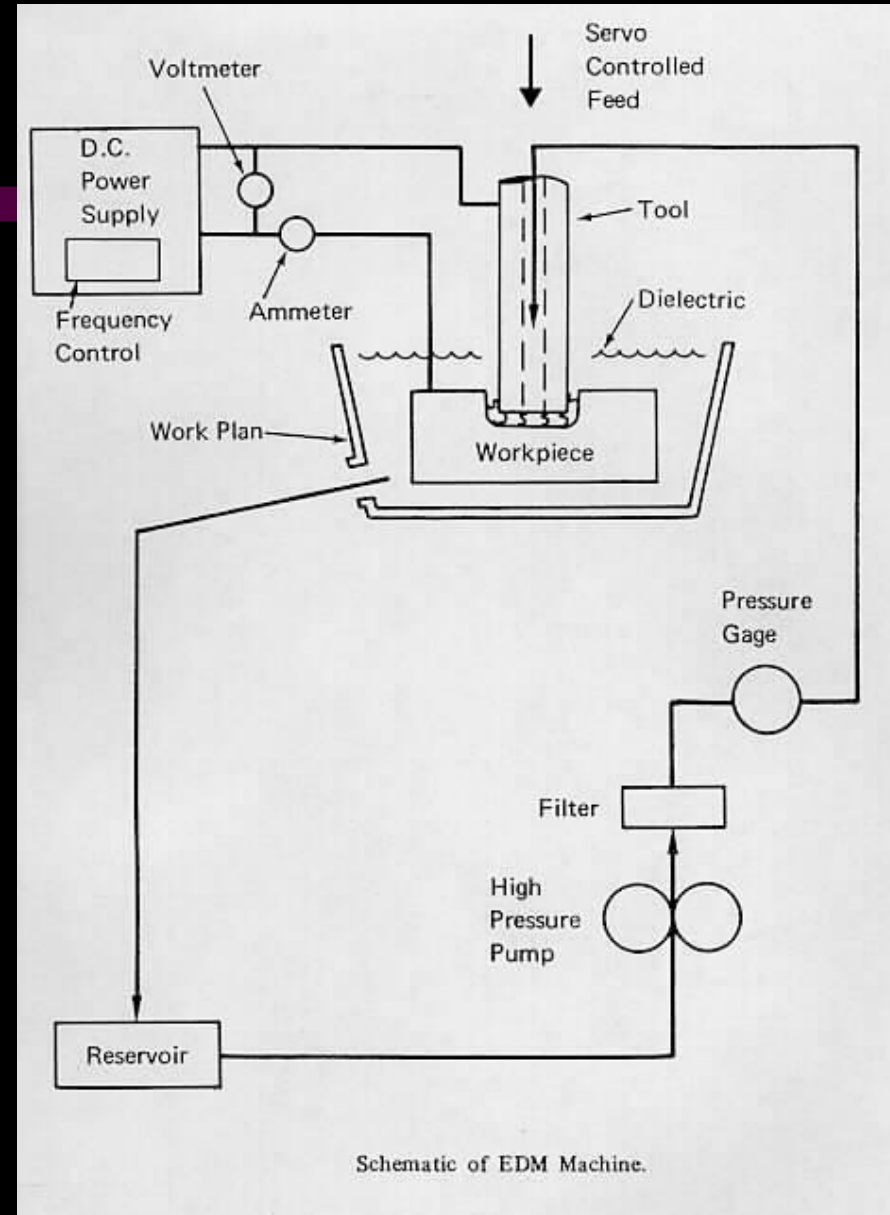 Servo
Controlled
Feed
Voltmeter
D.C.
Power
Supply
Tool
Dielectric
Frequency
Control
Ammeter
Work Plan
Workpiece
Pressure
Gage
Filter
High
Pressure
Pump
Reservoir
Schematic of EDM Machine.